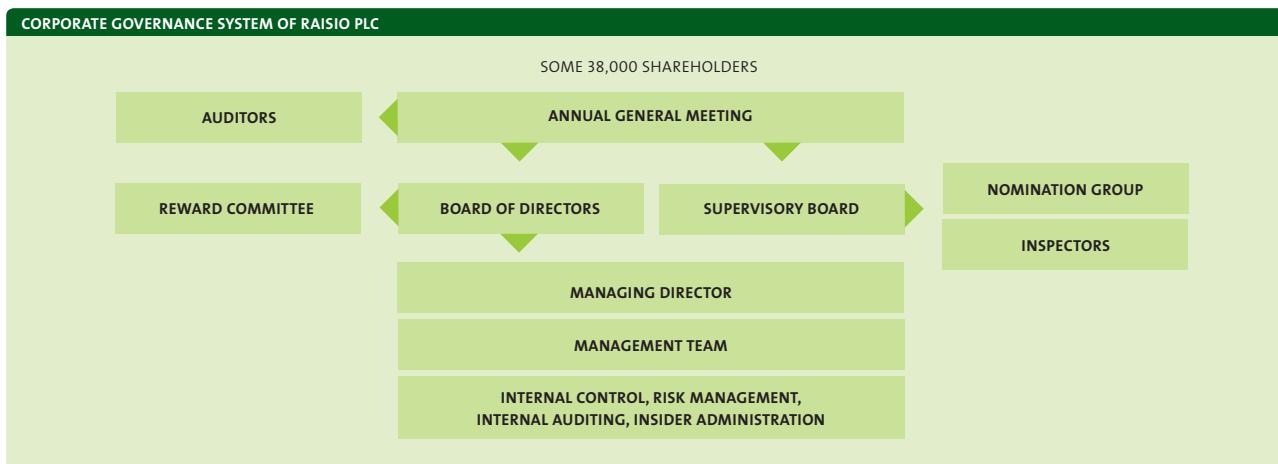 CORPORATE GOVERNANCE SYSTEM OF RAISIO PLC
SOME 38,000 SHAREHOLDERS
AUDITORS
ANNUAL GENERAL MEETING
REWARD COMMITTEE
BOARD OF DIRECTORS
SUPERVISORY BOARD
NOMINATION GROUP
INSPECTORS
MANAGING DIRECTOR
MANAGEMENT TEAM
INTERNAL CONTROL, RISK MANAGEMENT,
INTERNAL AUDITING, INSIDER ADMINISTRATION